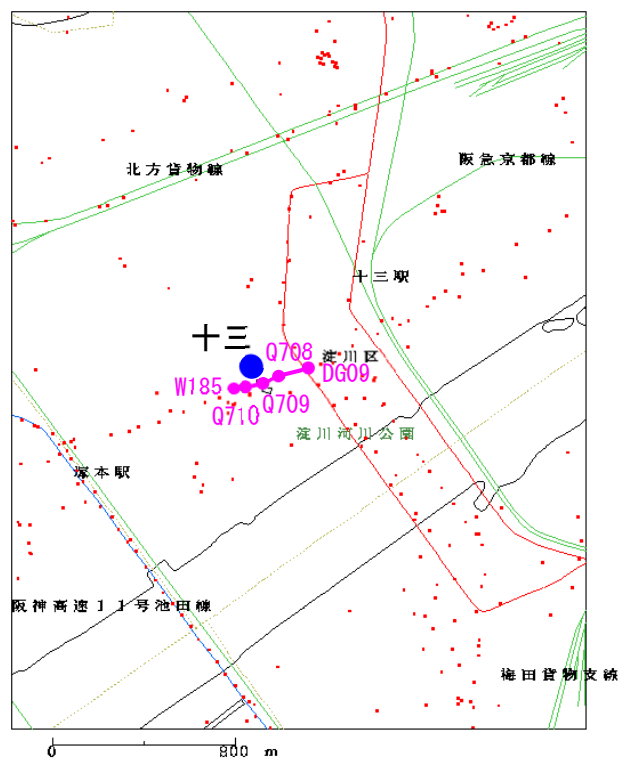 北方貨物線
阪急京都線
十三駅
十三
Q708
淀川区
W185
DG09
Q710
Q709
淀川河川公園
塚本駅
阪神高速１１号池田線
梅田貨物支線
0
800 m